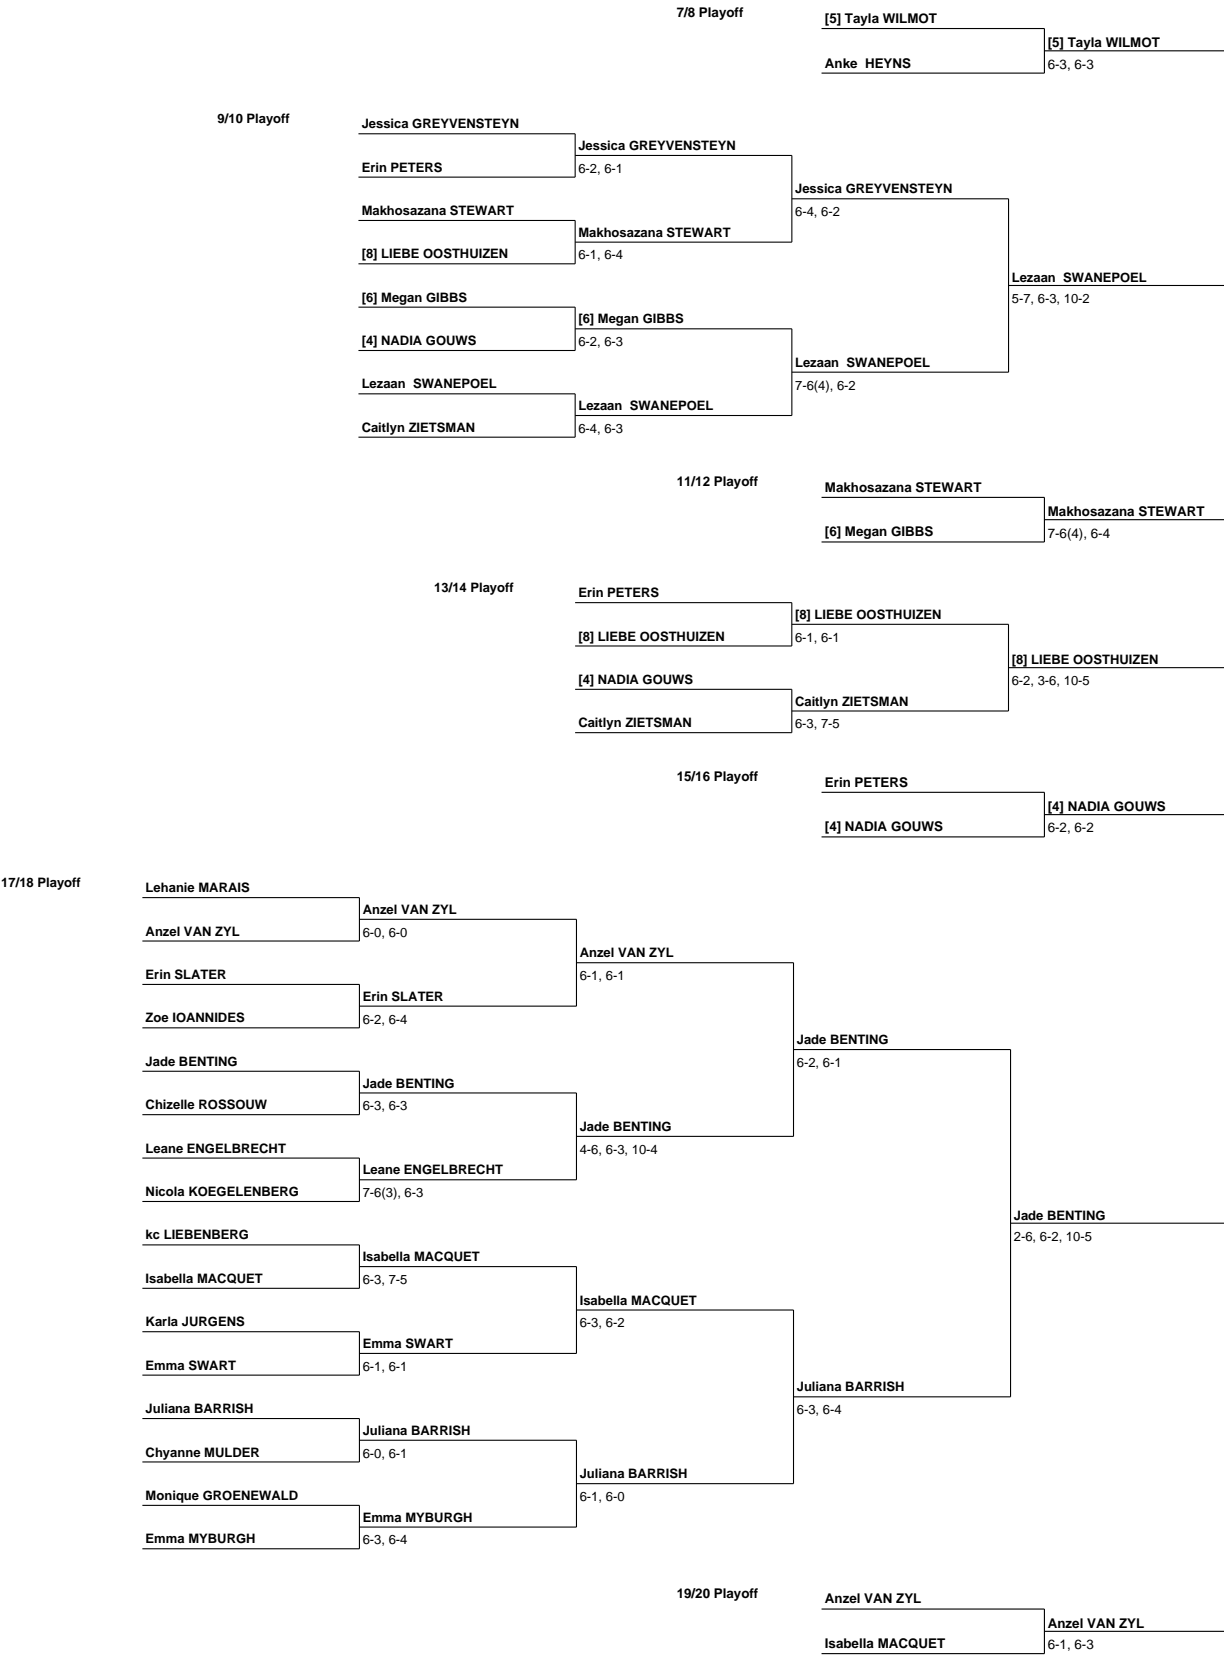 7/8 Playoff
[5] Tayla WILMOT
[5] Tayla WILMOT
Anke  HEYNS
6-3, 6-3
9/10 Playoff
Jessica GREYVENSTEYN
Jessica GREYVENSTEYN
Erin PETERS
6-2, 6-1
Jessica GREYVENSTEYN
Makhosazana STEWART
6-4, 6-2
Makhosazana STEWART
[8] LIEBE OOSTHUIZEN
6-1, 6-4
Lezaan  SWANEPOEL
[6] Megan GIBBS
5-7, 6-3, 10-2
[6] Megan GIBBS
[4] NADIA GOUWS
6-2, 6-3
Lezaan  SWANEPOEL
Lezaan  SWANEPOEL
7-6(4), 6-2
Lezaan  SWANEPOEL
Caitlyn ZIETSMAN
6-4, 6-3
11/12 Playoff
Makhosazana STEWART
Makhosazana STEWART
[6] Megan GIBBS
7-6(4), 6-4
13/14 Playoff
Erin PETERS
[8] LIEBE OOSTHUIZEN
[8] LIEBE OOSTHUIZEN
6-1, 6-1
[8] LIEBE OOSTHUIZEN
[4] NADIA GOUWS
6-2, 3-6, 10-5
Caitlyn ZIETSMAN
Caitlyn ZIETSMAN
6-3, 7-5
15/16 Playoff
Erin PETERS
[4] NADIA GOUWS
[4] NADIA GOUWS
6-2, 6-2
17/18 Playoff
Lehanie MARAIS
Anzel VAN ZYL
Anzel VAN ZYL
6-0, 6-0
Anzel VAN ZYL
Erin SLATER
6-1, 6-1
Erin SLATER
Zoe IOANNIDES
6-2, 6-4
Jade BENTING
Jade BENTING
6-2, 6-1
Jade BENTING
Chizelle ROSSOUW
6-3, 6-3
Jade BENTING
Leane ENGELBRECHT
4-6, 6-3, 10-4
Leane ENGELBRECHT
Nicola KOEGELENBERG
7-6(3), 6-3
Jade BENTING
kc LIEBENBERG
2-6, 6-2, 10-5
Isabella MACQUET
Isabella MACQUET
6-3, 7-5
Isabella MACQUET
Karla JURGENS
6-3, 6-2
Emma SWART
Emma SWART
6-1, 6-1
Juliana BARRISH
Juliana BARRISH
6-3, 6-4
Juliana BARRISH
Chyanne MULDER
6-0, 6-1
Juliana BARRISH
Monique GROENEWALD
6-1, 6-0
Emma MYBURGH
Emma MYBURGH
6-3, 6-4
19/20 Playoff
Anzel VAN ZYL
Anzel VAN ZYL
Isabella MACQUET
6-1, 6-3